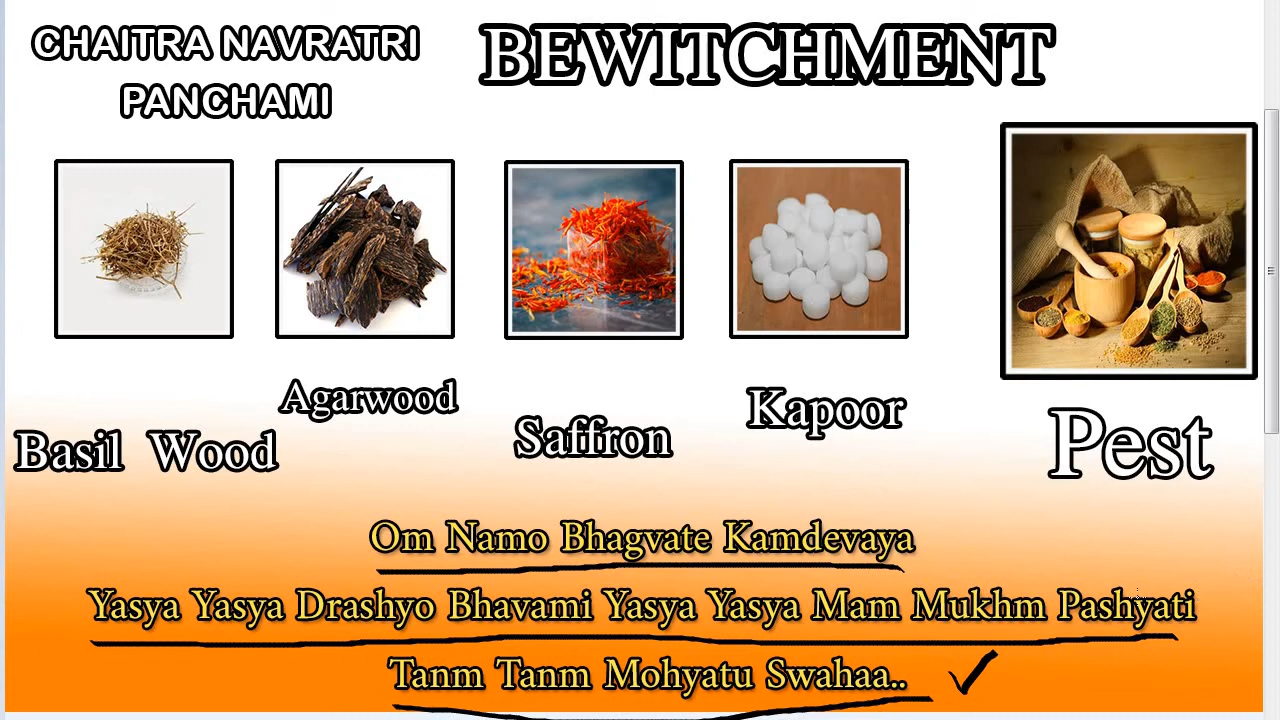 CHAITRA NAVRATRI
PANCHAMI
BEWITCHMENT
Basil Wood
Agarwood
Saffron
Kapoor
Pest
Om Namo Bhagvate Kamdevaya
Yasya Yasya Drashyo Bhavami Yasya Yasya Mam Mukhm Pashyati
Tanm Tanm Mohyatu Swahaa..